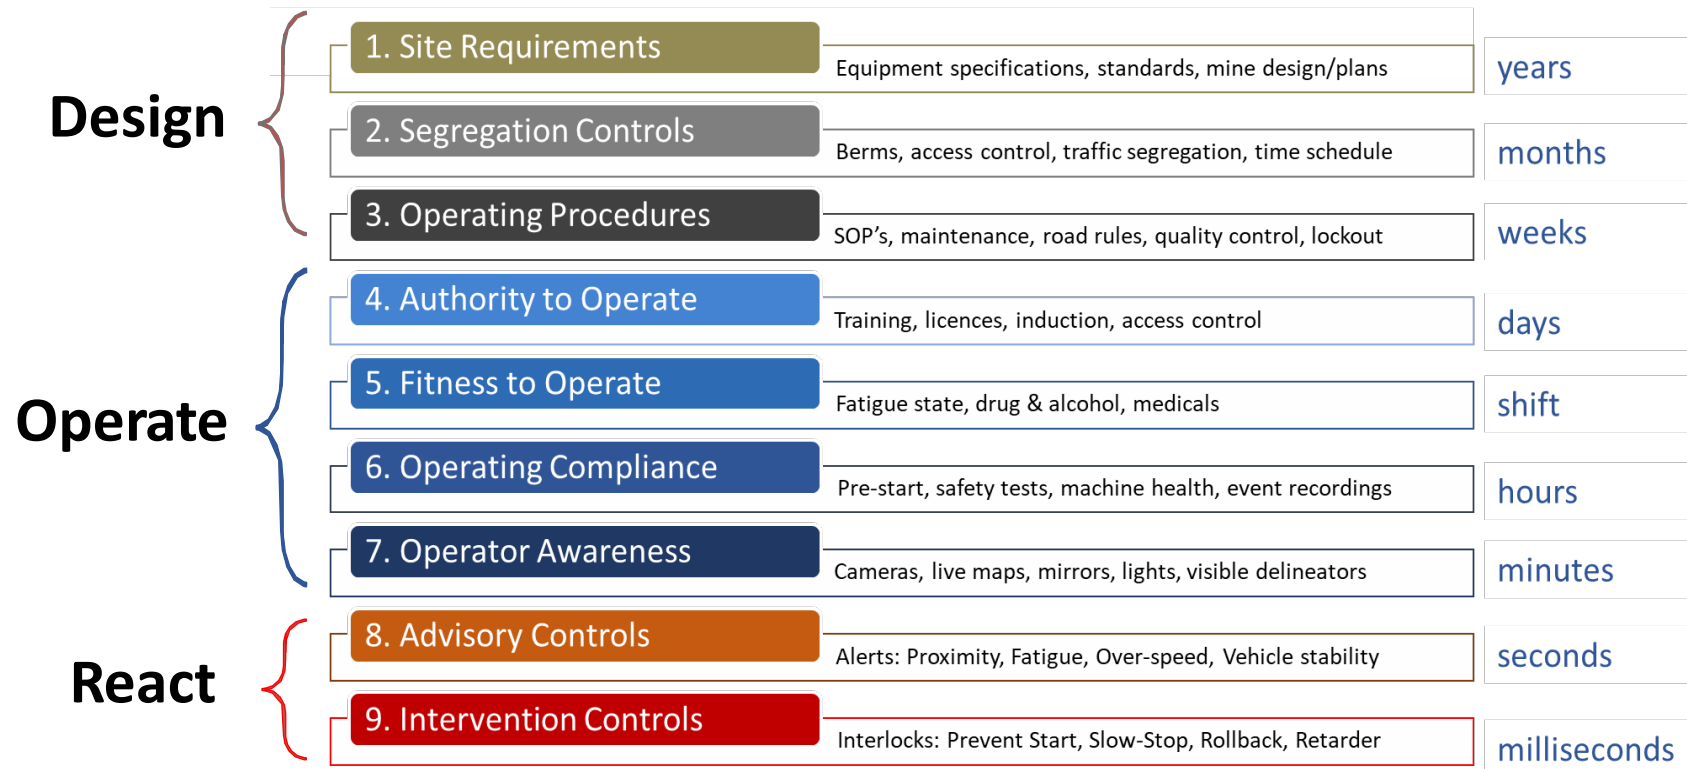 Design
1. Site Requirements
Equipment specifications, standards, mine design/plans
years
2. Segregation Controls
Berms, access control, traffic segregation, time schedule
months
3. Operating Procedures
SOP's, maintenance, road rules, quality control, lockout
weeks
Operate
4. Authority to Operate
Training, licences, induction, access control
days
5. Fitness to Operate
Fatigue state, drug & alcohol, medicals
shift
6. Operating Compliance
Pre-start, safety tests, machine health, event recordings
hours
7. Operator Awareness
Cameras, live maps, mirrors, lights, visible delineators
minutes
React
8. Advisory Controls
Alerts: Proximity, Fatigue, Over-speed, Vehicle stability
seconds
9. Intervention Controls
Interlocks: Prevent Start, Slow-Stop, Rollback, Retarder
milliseconds